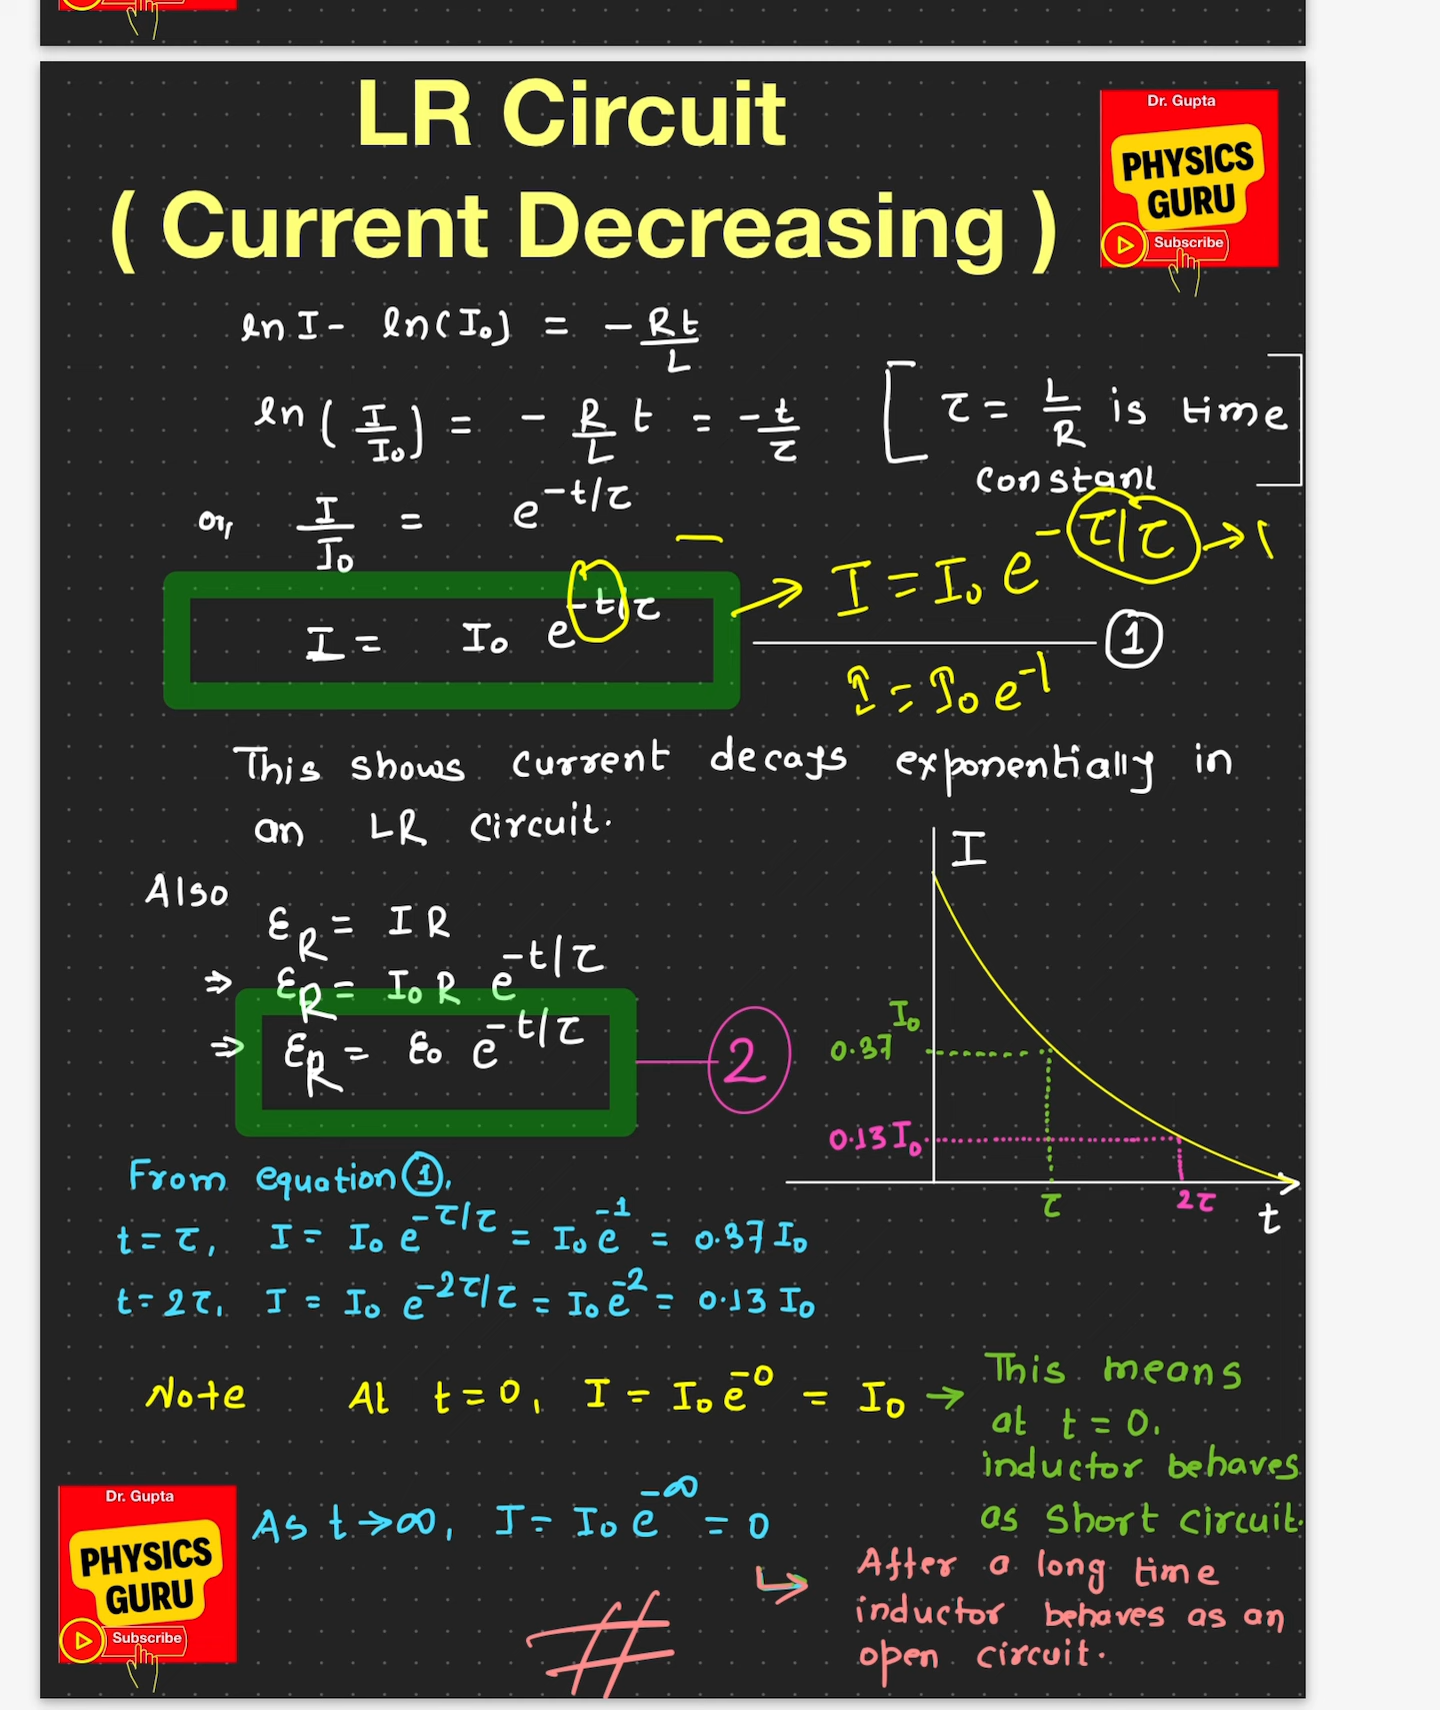 Subscribe
LR Circuit
( Current Decreasing )
Dr. Gupta
PHYSICS
GURU
Subscribe
ln I - ln(I₀) = - Rt/L
ln(I/I₀) = - R/L t = - t/τ [τ = L/R is time
constant]
or, I/I₀ = e^(-t/τ)
I = I₀ e^(-t/τ) ①
→ I = I₀ e^(-τ/τ) → 1
I = I₀ e^(-1)
This shows current decays exponentially in
an LR circuit.
Also
ε_R = IR
⇒ ε_R = I₀R e^(-t/τ)
⇒ ε_R = ε₀ e^(-t/τ) — ②
I
0.37 I₀
0.13 I₀
τ 2τ t
From equation ①,
t = τ, I = I₀ e^(-τ/τ) = I₀ e^(-1) = 0.37 I₀
t = 2τ, I = I₀ e^(-2τ/τ) = I₀ e^(-2) = 0.13 I₀
Note At t = 0, I = I₀ e^(-0) = I₀ → This means
at t = 0,
inductor behaves
as short circuit.
Dr. Gupta
PHYSICS
GURU
Subscribe
As t → ∞, I = I₀ e^(-∞) = 0
↳ After a long time
inductor behaves as an
open circuit.